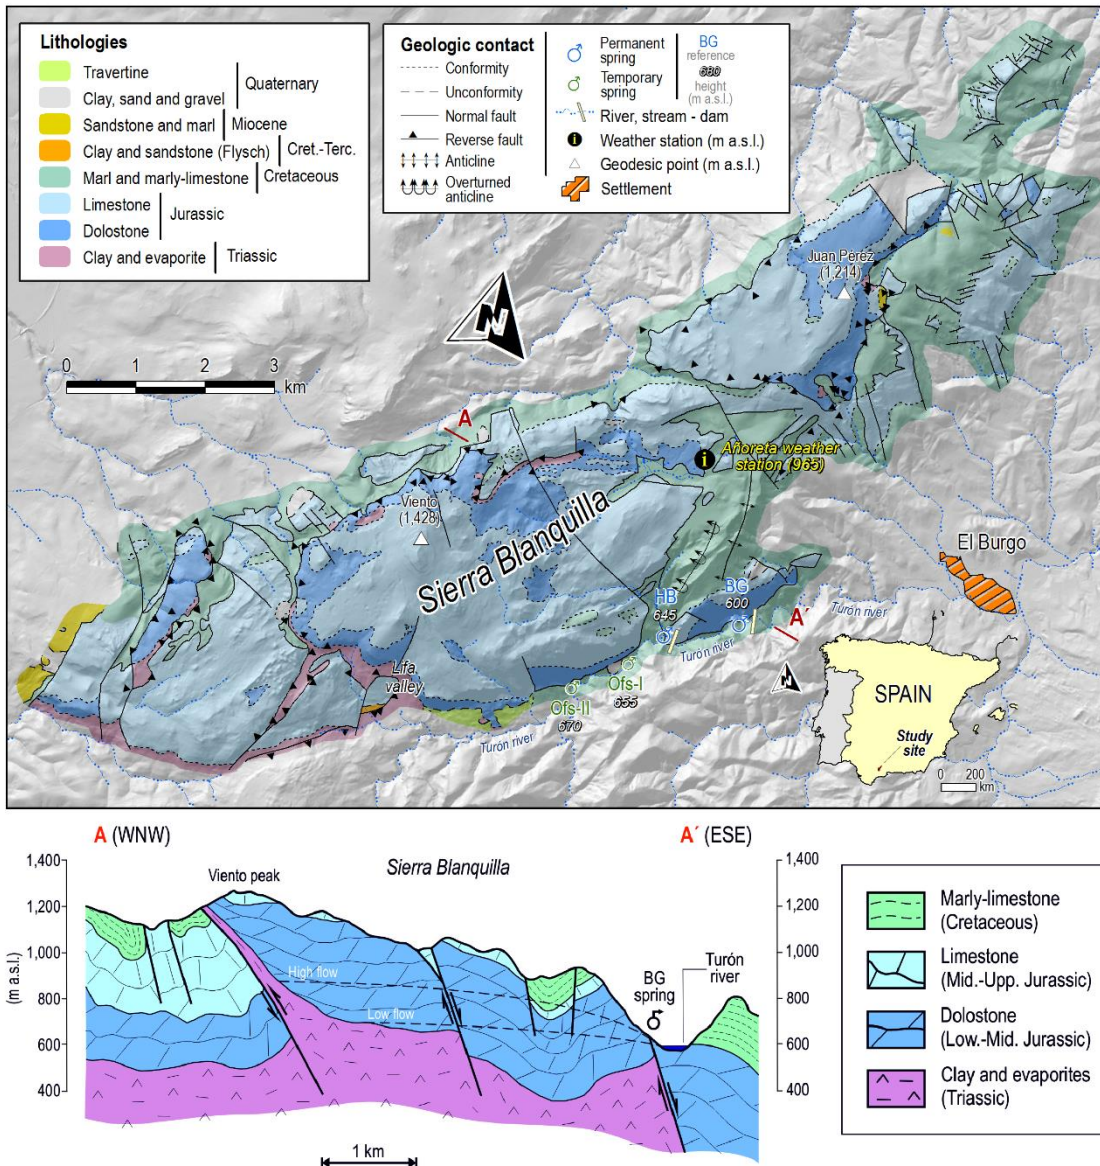 Lithologies
Travertine
Clay, sand and gravel
Quaternary
Sandstone and marl
Miocene
Clay and sandstone (Flysch)
Cret.-Terc.
Marl and marly-limestone
Cretaceous
Limestone
Jurassic
Dolostone
Clay and evaporite
Triassic
Geologic contact
Conformity
Unconformity
Normal fault
Reverse fault
Anticline
Overturned
anticline
Permanent
spring
Temporary
spring
BG
reference
680
height
(m a.s.l.)
River, stream - dam
i
Weather station (m a.s.l.)
Geodesic point (m a.s.l.)
Settlement
N
0 1 2 3
km
Juan Perez
(1,214)
A
i
Añoreta weather
station (965)
Viento
(1,428)
Sierra Blanquilla
El Burgo
HB
645
BG
600
A´
Turón river
Turón river
Lifa
valley
Ofs-I
655
Ofs-II
670
Turón river
N
SPAIN
Study
site
0 200
km
A (WNW)
A´ (ESE)
Sierra Blanquilla
Viento peak
1,400
1,200
1,000
800
600
400
(m a.s.l.)
High flow
Low flow
BG
spring
Turón
river
1,400
1,200
1,000
800
600
400
(m a.s.l.)
1 km
Marly-limestone
(Cretaceous)
Limestone
(Mid.-Upp. Jurassic)
Dolostone
(Low.-Mid. Jurassic)
Clay and evaporites
(Triassic)